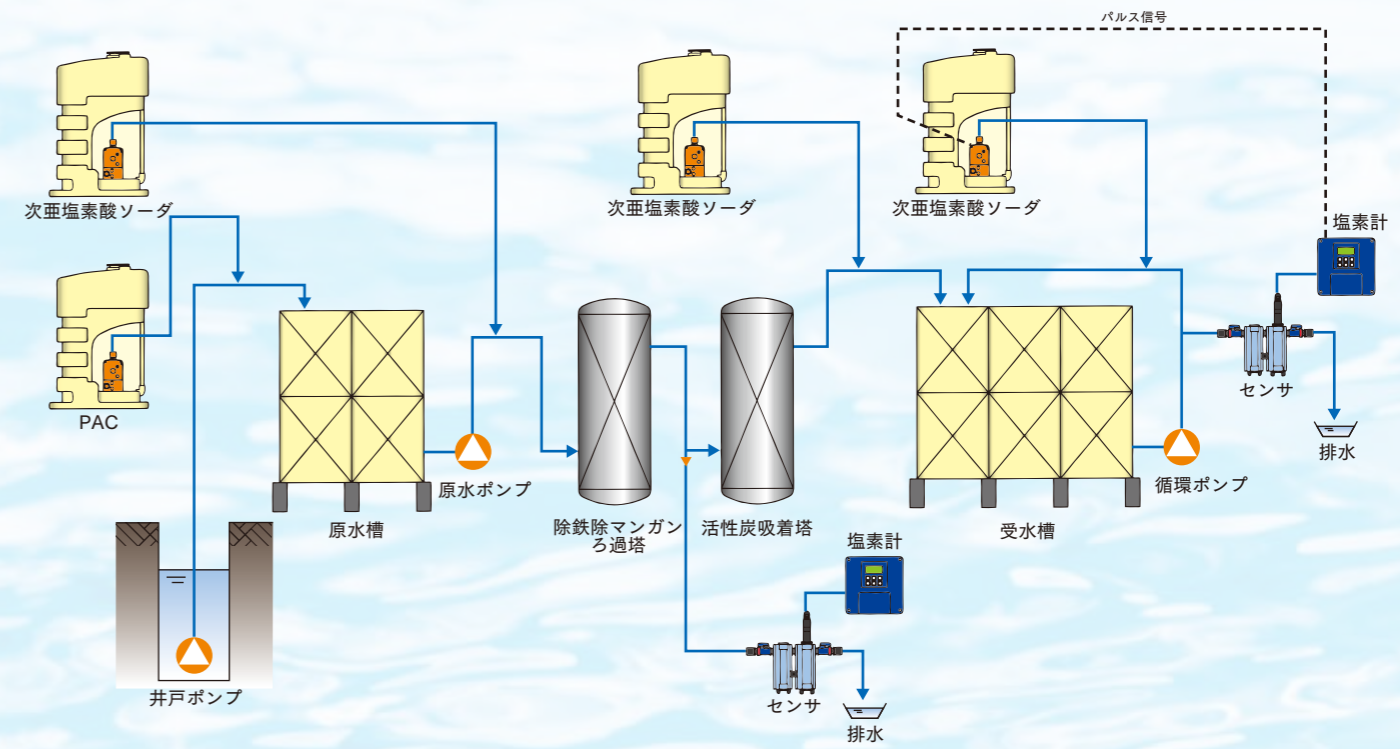 パルス信号
次亜塩素酸ソーダ
次亜塩素酸ソーダ
次亜塩素酸ソーダ
塩素計
PAC
センサ
排水
原水ポンプ
循環ポンプ
原水槽
除鉄除マンガン
ろ過塔
活性炭吸着塔
受水槽
塩素計
井戸ポンプ
センサ
排水